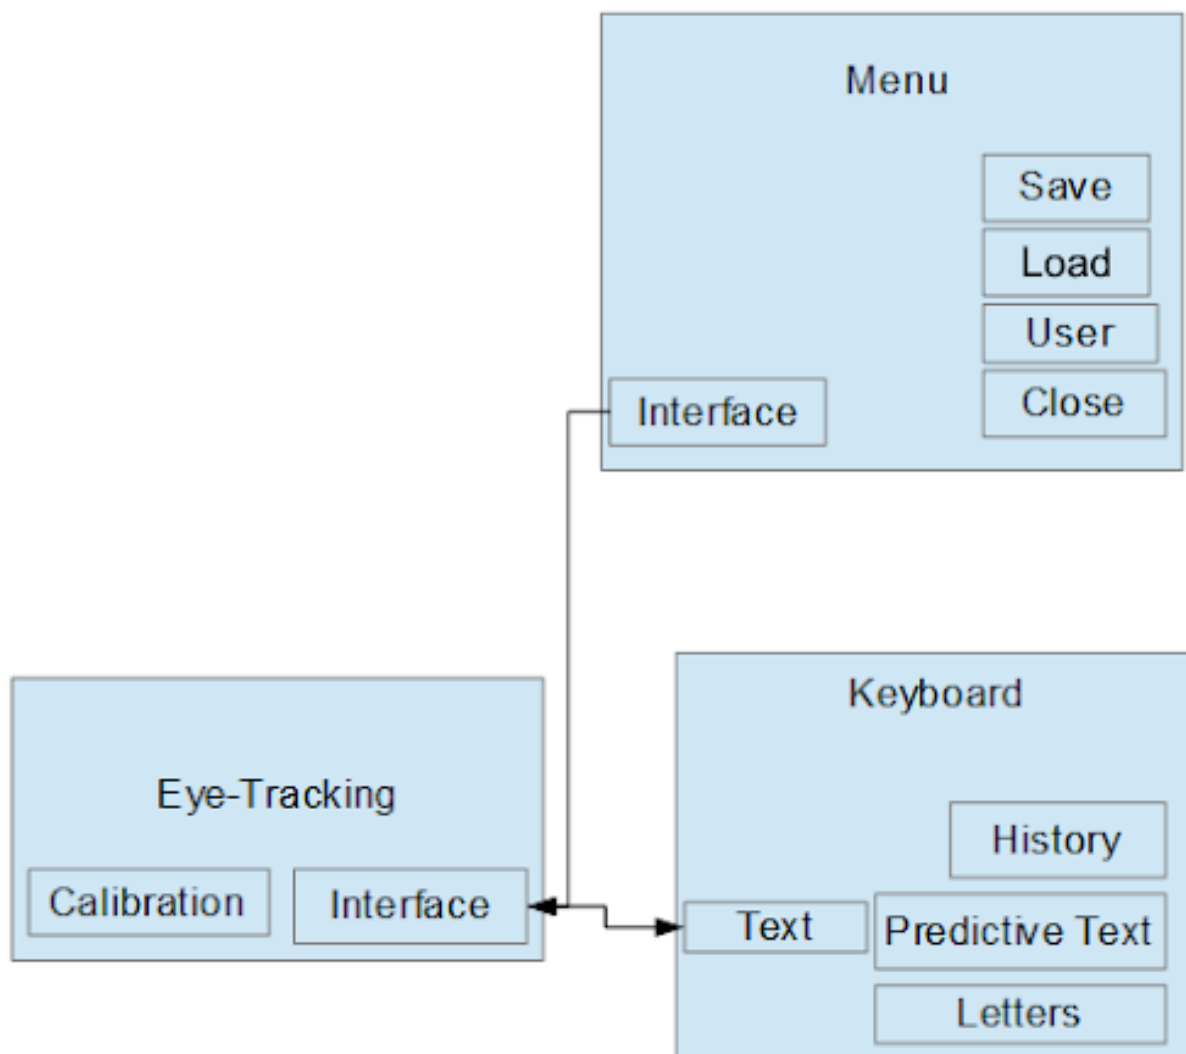 Menu
Save
Load
User
Close
Interface
Eye-Tracking
Calibration
Interface
Keyboard
History
Text
Predictive Text
Letters